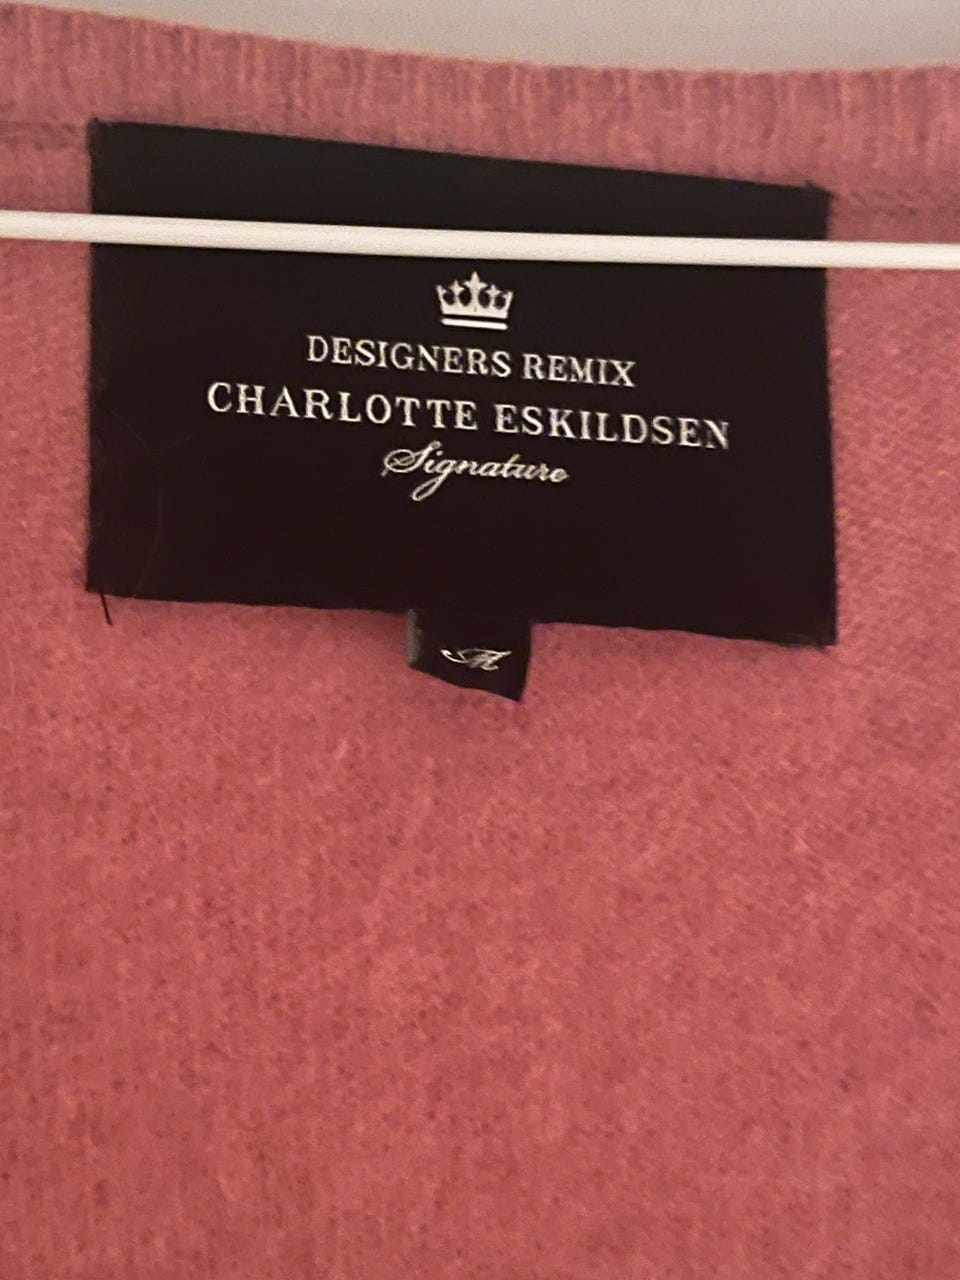 DESIGNERS REMIX
CHARLOTTE ESKILDSEN
Signature
M